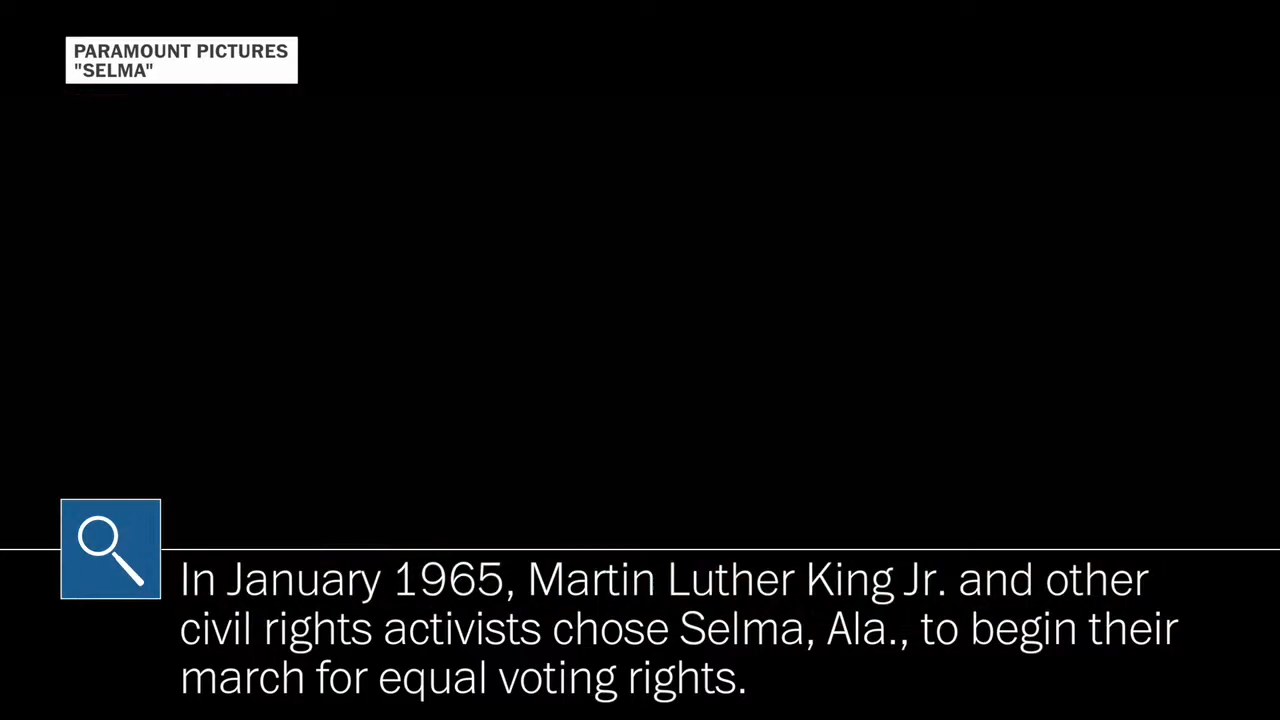 PARAMOUNT PICTURES
"SELMA"
In January 1965, Martin Luther King Jr. and other
civil rights activists chose Selma, Ala., to begin their
march for equal voting rights.